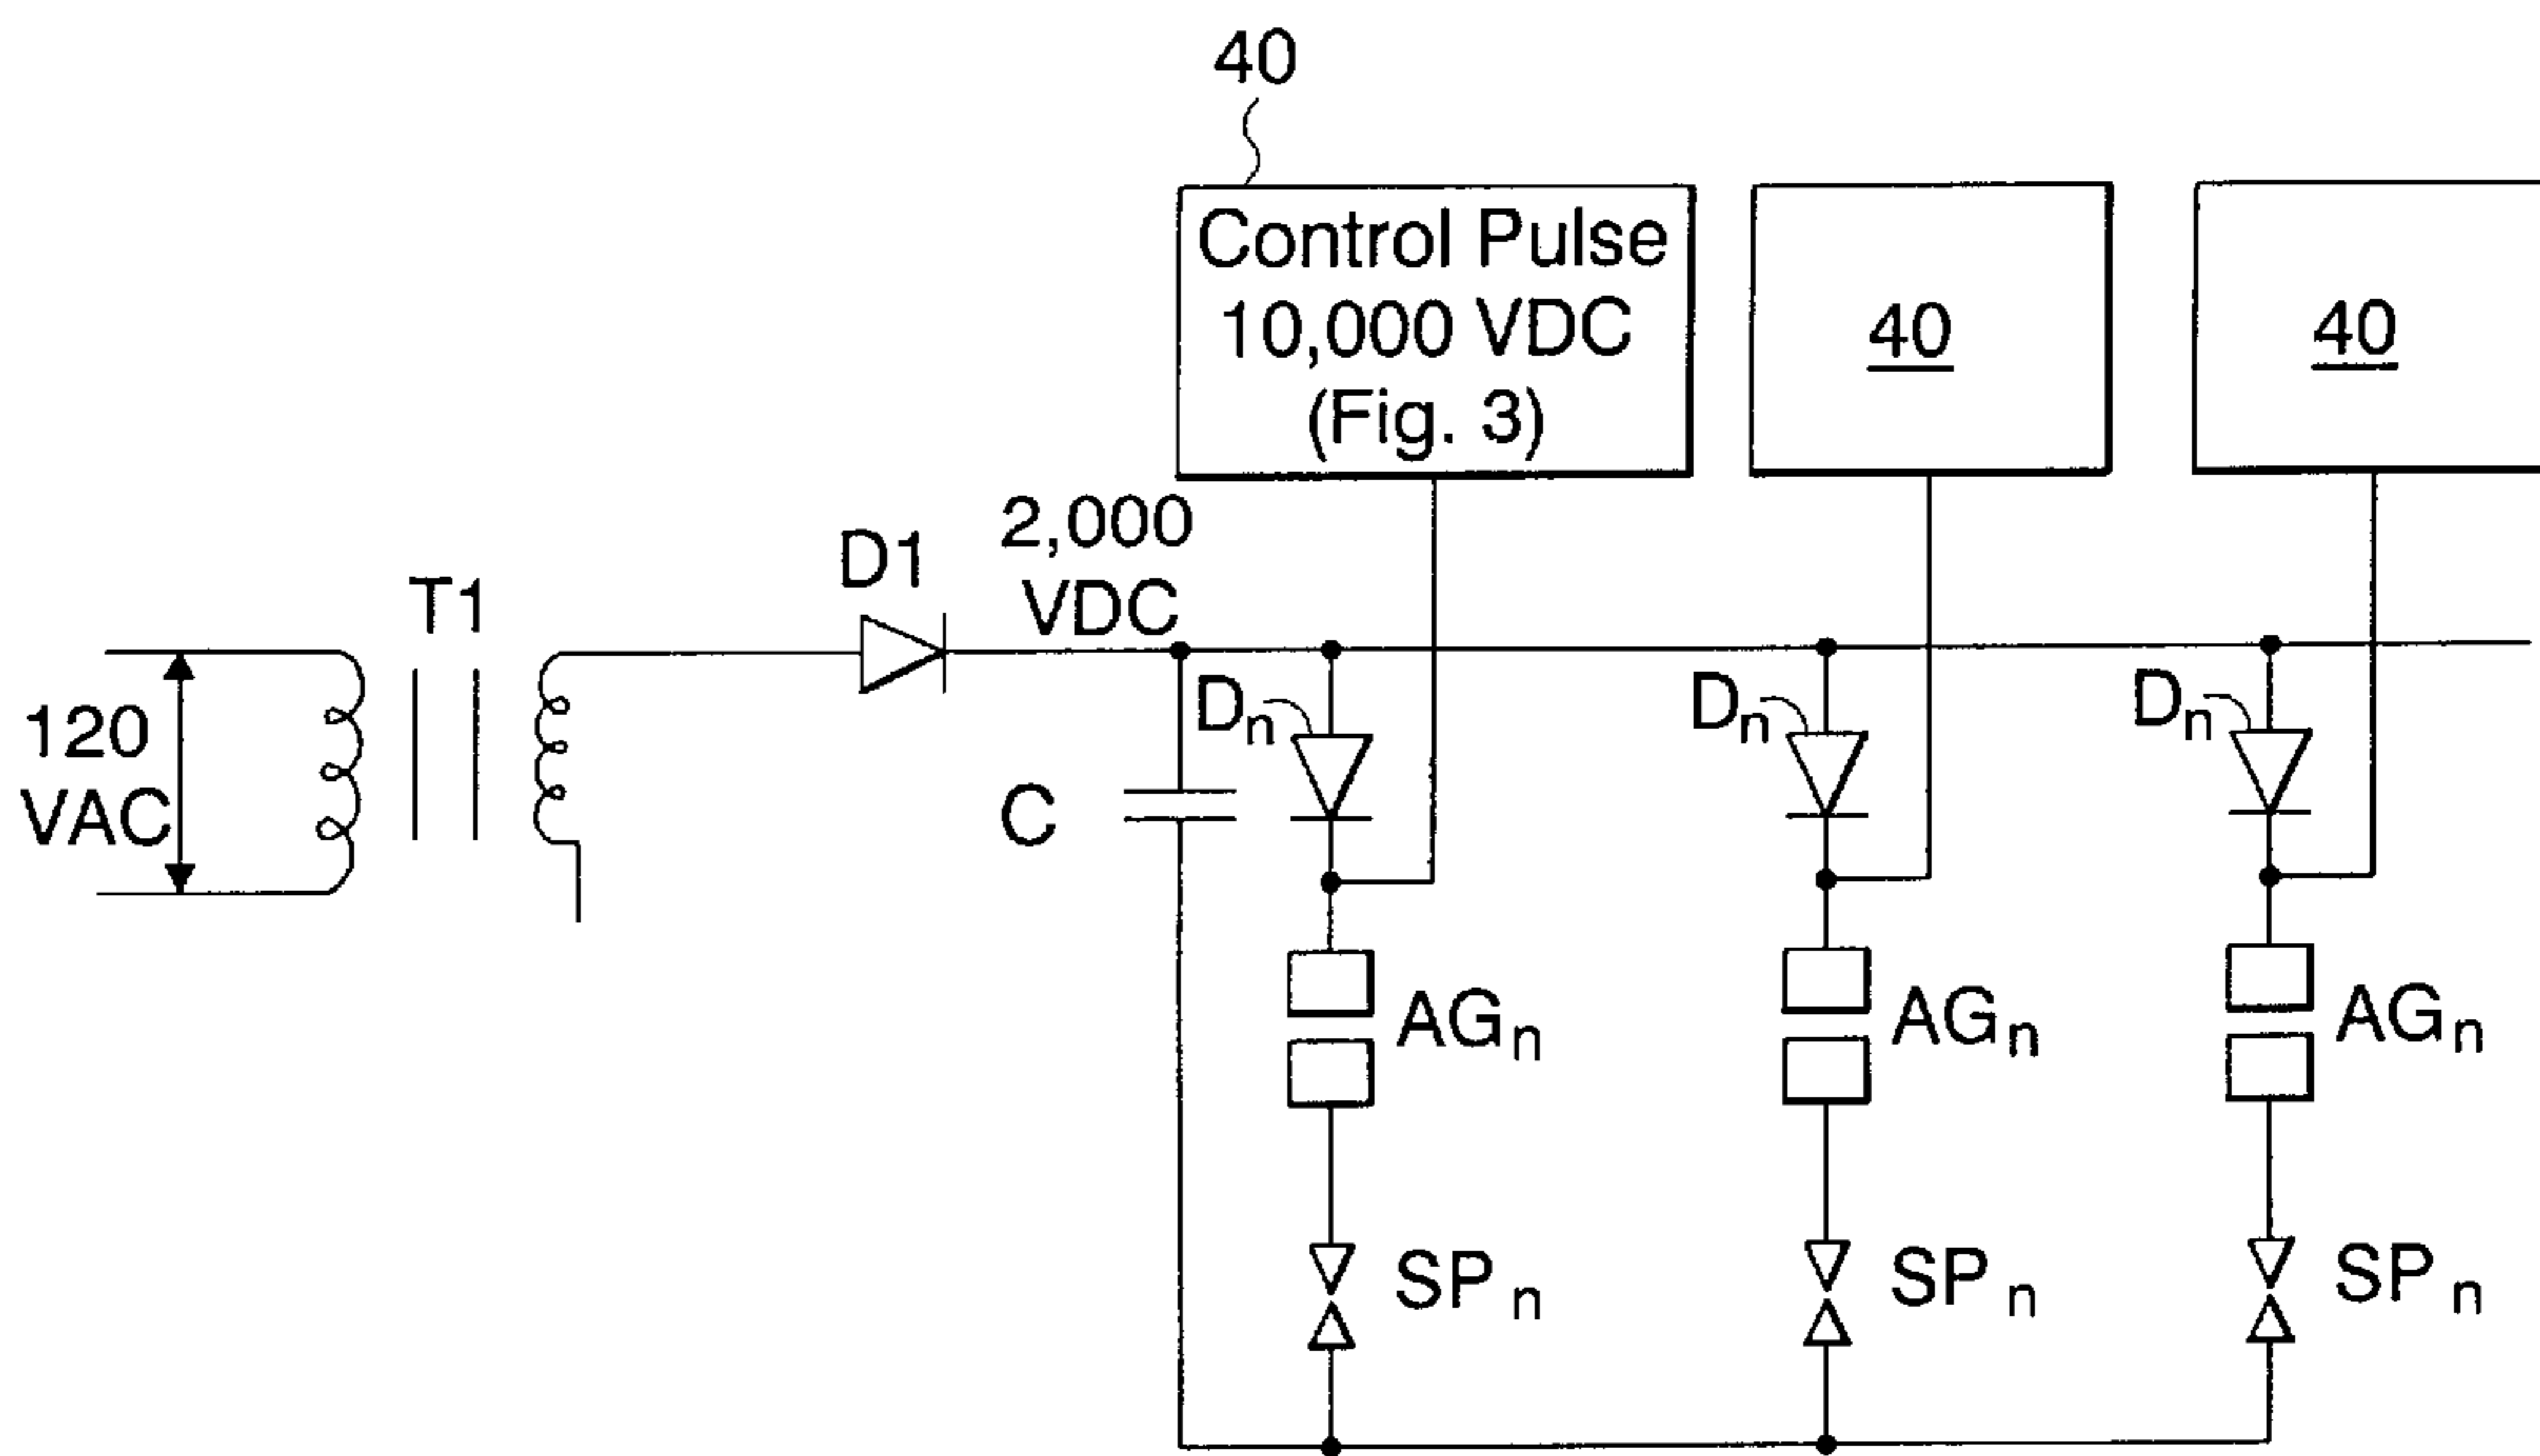 40
Control Pulse
10,000 VDC
(Fig. 3)
40
40
2,000
VDC
D1
T1
120
VAC
C
Dn
Dn
Dn
AGn
AGn
AGn
SPn
SPn
SPn